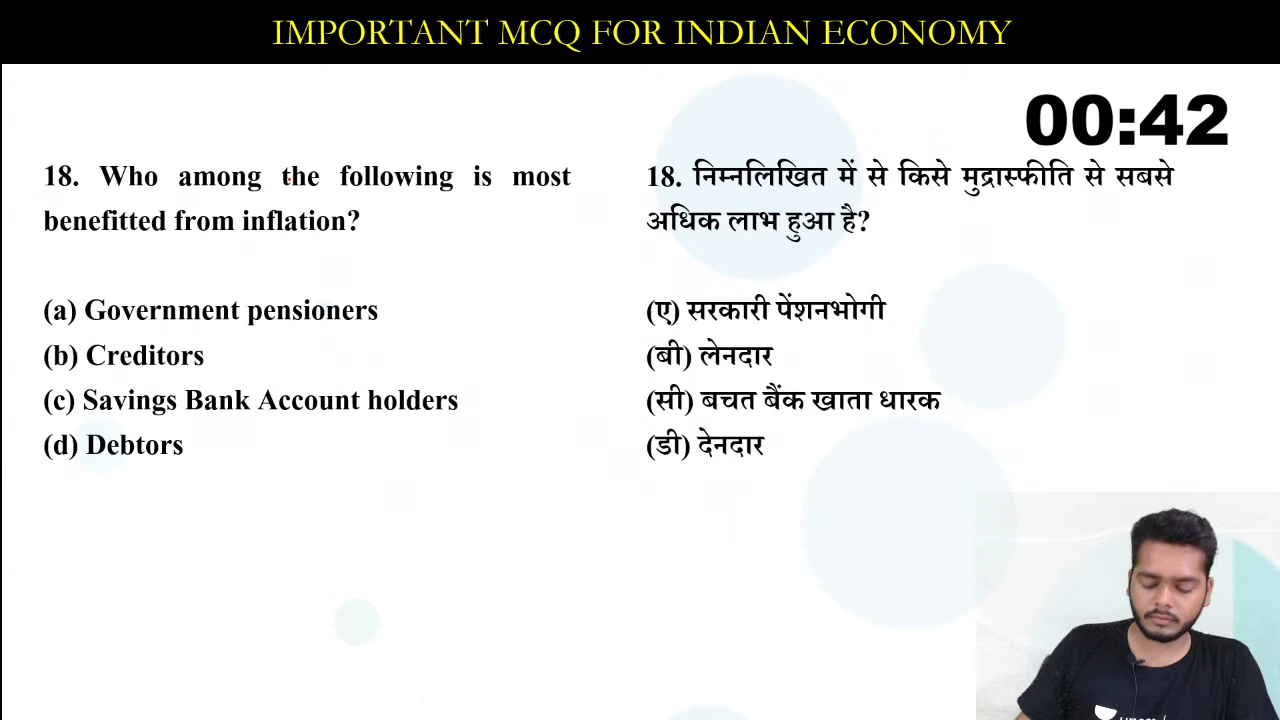 IMPORTANT MCQ FOR INDIAN ECONOMY
00:42
18. Who among the following is most
benefitted from inflation?
(a) Government pensioners
(b) Creditors
(c) Savings Bank Account holders
(d) Debtors
18. निम्नलिखित में से किसे मुद्रास्फीति से सबसे
अधिक लाभ हुआ है?
(ए) सरकारी पेंशनभोगी
(बी) लेनदार
(सी) बचत बैंक खाता धारक
(डी) देनदार